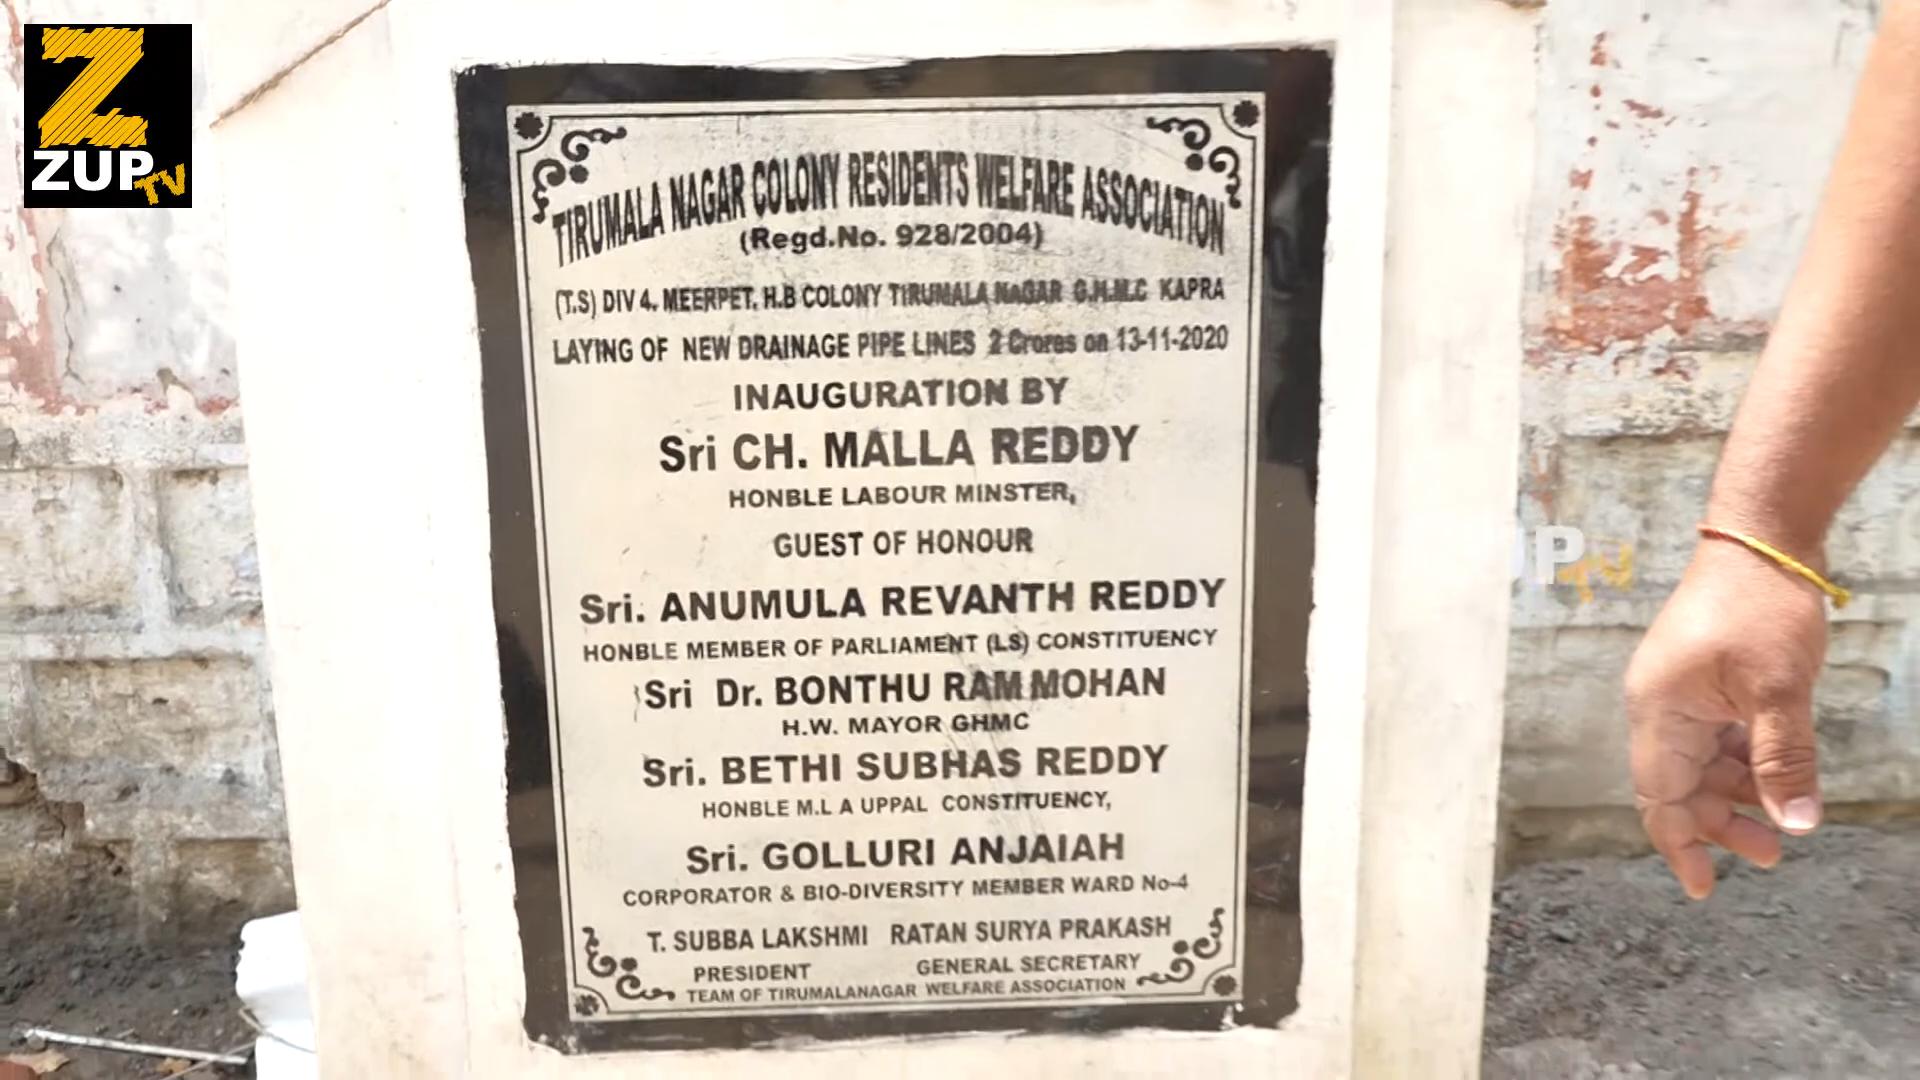 Z
ZUP TV
TIRUMALA NAGAR COLONY RESIDENTS WELFARE ASSOCIATION
(Regd.No. 928/2004)
(T.S) DIV 4. MEERPET. H.B COLONY TIRUMALA NAGAR G.H.M.C KAPRA
LAYING OF NEW DRAINAGE PIPE LINES 2 Crores on 13-11-2020
INAUGURATION BY
Sri CH. MALLA REDDY
HONBLE LABOUR MINSTER,
GUEST OF HONOUR
Sri. ANUMULA REVANTH REDDY
HONBLE MEMBER OF PARLIAMENT (LS) CONSTITUENCY
Sri Dr. BONTHU RAM MOHAN
H.W. MAYOR GHMC
Sri. BETHI SUBHAS REDDY
HONBLE M.L A UPPAL CONSTITUENCY,
Sri. GOLLURI ANJAIAH
CORPORATOR & BIO-DIVERSITY MEMBER WARD No-4
T. SUBBA LAKSHMI RATAN SURYA PRAKASH
PRESIDENT GENERAL SECRETARY
TEAM OF TIRUMALANAGAR WELFARE ASSOCIATION